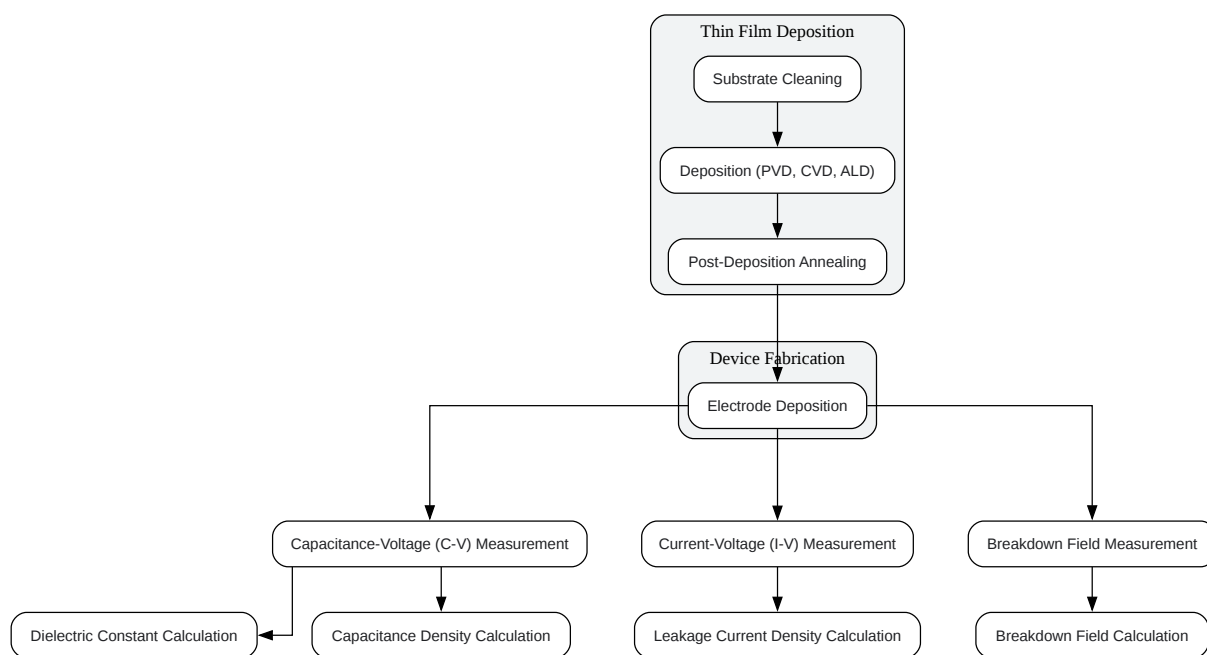 Thin Film Deposition
Substrate Cleaning
Deposition (PVD, CVD, ALD)
Post-Deposition Annealing
Device Fabrication
Electrode Deposition
Capacitance-Voltage (C-V) Measurement
Current-Voltage (I-V) Measurement
Breakdown Field Measurement
Dielectric Constant Calculation
Capacitance Density Calculation
Leakage Current Density Calculation
Breakdown Field Calculation